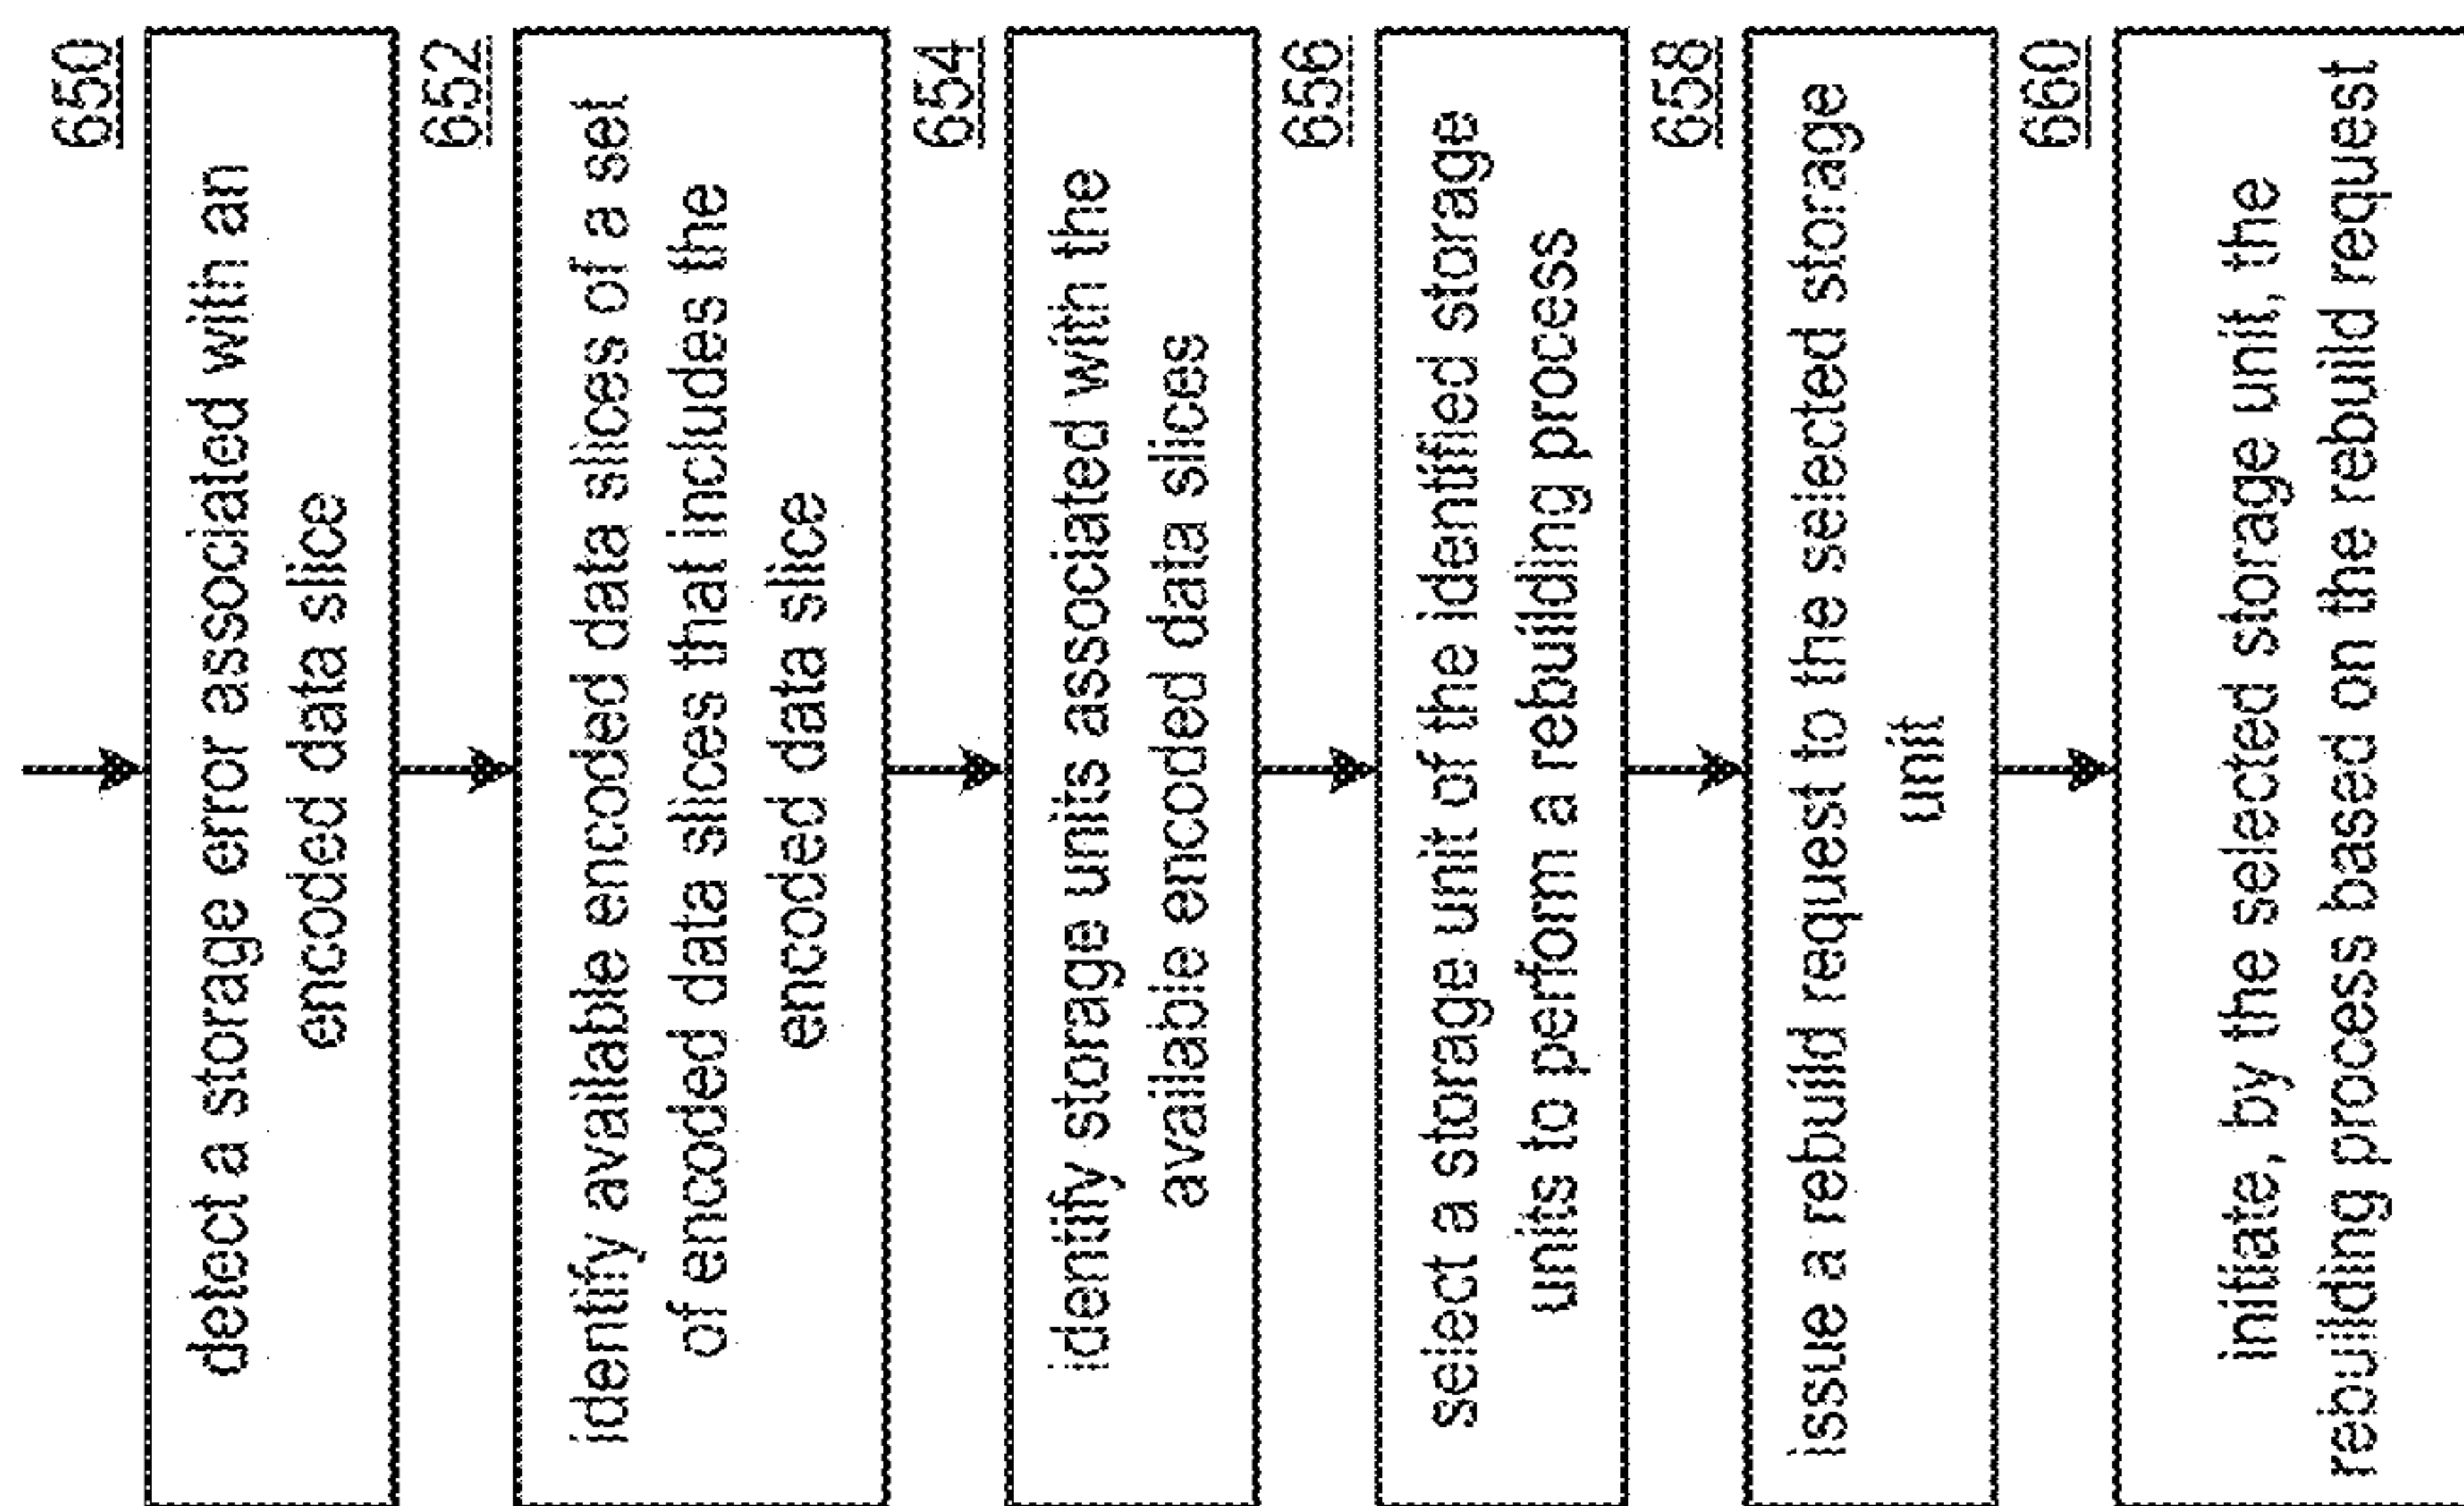 650
detect a storage error associated with an
encoded data slice
652
identify available encoded data slices of a set
of encoded data slices that includes the
encoded data slice
654
identify storage units associated with the
available encoded data slices
656
select a storage unit of the identified storage
units to perform a rebuilding process
658
issue a rebuild request to the selected storage
unit
660
initiate, by the selected storage unit, the
rebuilding process based on the rebuild request